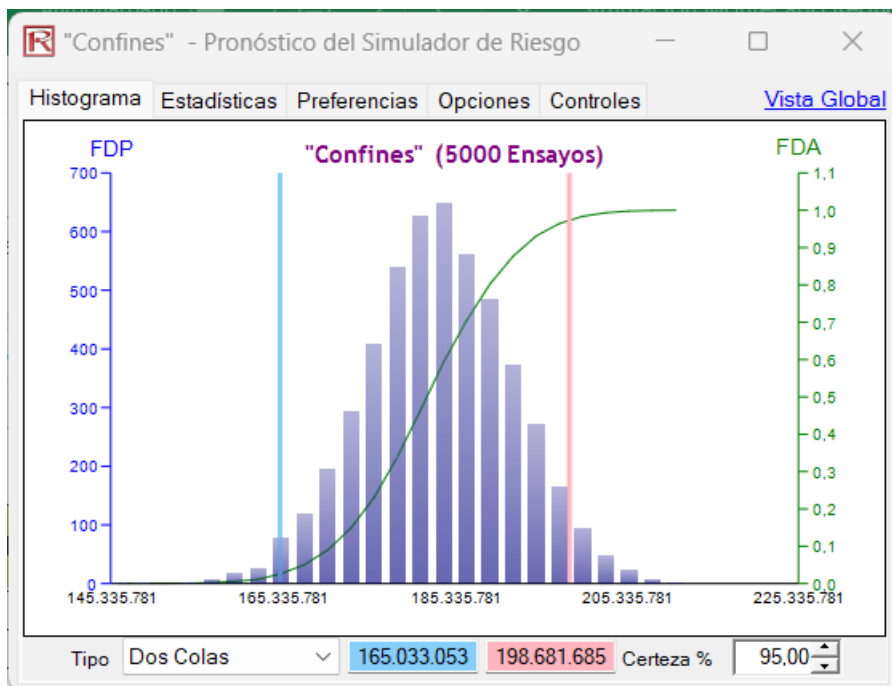 "Confines" - Pronóstico del Simulador de Riesgo
Histograma Estadísticas Preferencias Opciones Controles Vista Global
FDP "Confines" (5000 Ensayos) FDA
700 1,1
600 1,0
500 0,9
400 0,8
300 0,7
200 0,6
100 0,5
0 0,4
0,3
0,2
0,1
0,0
145.335.781 165.335.781 185.335.781 205.335.781 225.335.781
Tipo Dos Colas 165.033.053 198.681.685 Certeza % 95,00